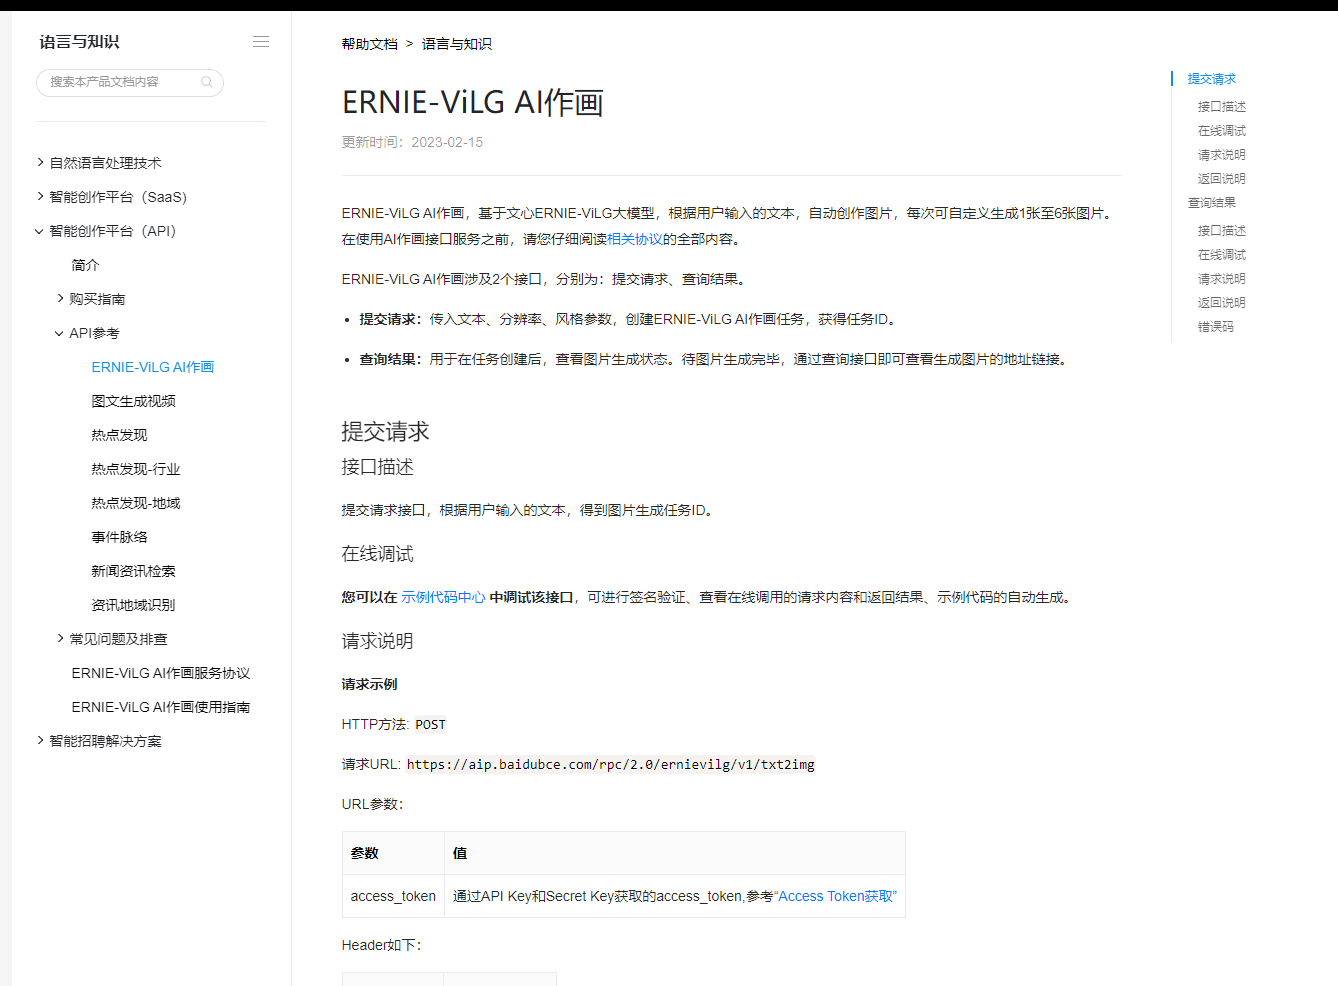 语言与知识
搜索本产品文档内容
自然语言处理技术
智能创作平台（SaaS)
智能创作平台（API）
简介
购买指南
API参考
ERNIE-ViLG AI作画
图文生成视频
热点发现
热点发现-行业
热点发现-地域
事件脉络
新闻资讯检索
资讯地域识别
常见问题及排查
ERNIE-ViLG AI作画服务协议
ERNIE-ViLG AI作画使用指南
智能招聘解决方案
帮助文档 > 语言与知识
ERNIE-ViLG AI作画
更新时间：2023-02-15
ERNIE-ViLG AI作画，基于文心ERNIE-ViLG大模型，根据用户输入的文本，自动创作图片，每次可自定义生成1张至6张图片。
在使用AI作画接口服务之前，请您仔细阅读相关协议的全部内容。
ERNIE-ViLG AI作画涉及2个接口，分别为：提交请求、查询结果。
• 提交请求：传入文本、分辨率、风格参数，创建ERNIE-ViLG AI作画任务，获得任务ID。
• 查询结果：用于在任务创建后，查看图片生成状态。待图片生成完毕，通过查询接口即可查看生成图片的地址链接。
提交请求
接口描述
提交请求接口，根据用户输入的文本，得到图片生成任务ID。
在线调试
您可以在 示例代码中心 中调试该接口，可进行签名验证、查看在线调用的请求内容和返回结果、示例代码的自动生成。
请求说明
请求示例
HTTP方法: POST
请求URL: https://aip.baidubce.com/rpc/2.0/ernievilg/v1/txt2img
URL参数：
参数 值
access_token 通过API Key和Secret Key获取的access_token,参考“Access Token获取”
Header如下：
提交请求
接口描述
在线调试
请求说明
返回说明
查询结果
接口描述
在线调试
请求说明
返回说明
错误码